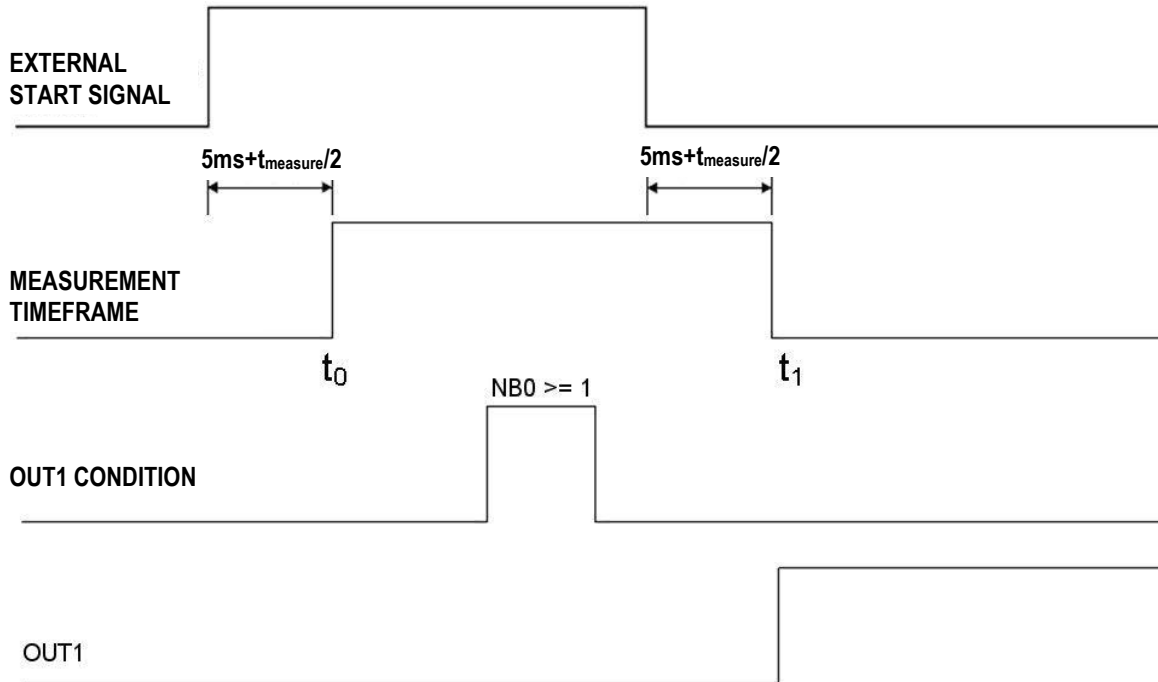 EXTERNAL
START SIGNAL
5ms+tmeasure/2
5ms+tmeasure/2
MEASUREMENT
TIMEFRAME
t0
t1
NB0 >= 1
OUT1 CONDITION
OUT1